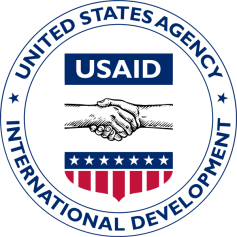 UNITED STATES AGENCY
USAID
INTERNATIONAL DEVELOPMENT